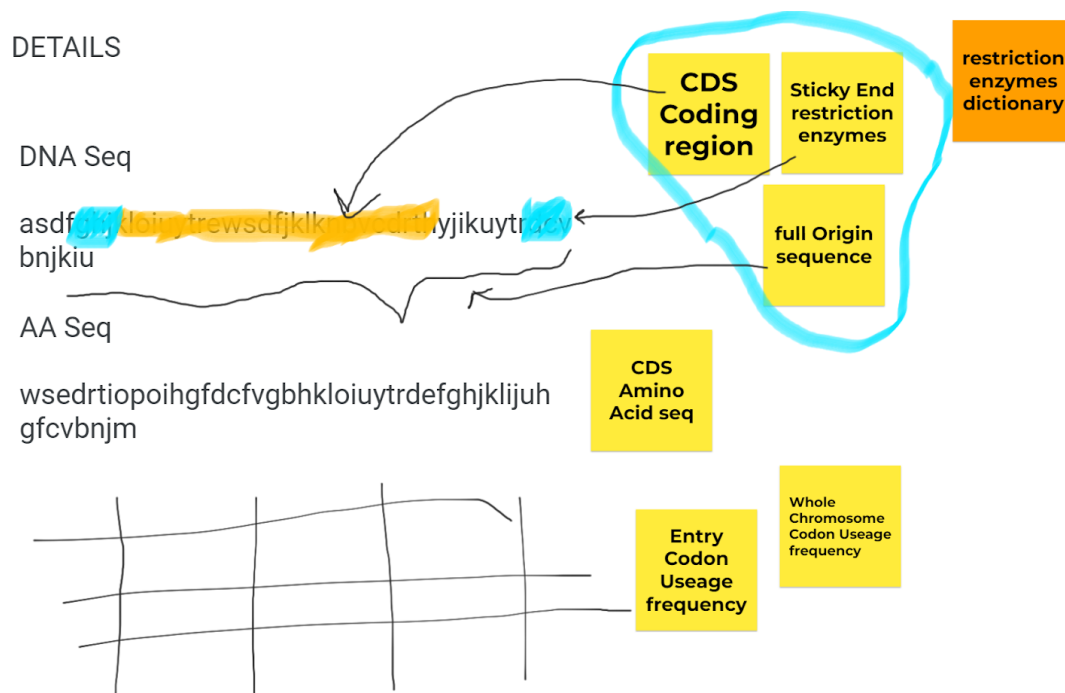 DETAILS
CDS
Coding
region
Sticky End
restriction
enzymes
restriction
enzymes
dictionary
DNA Seq
asdfghjkloiuytrewsdfjklknbvcdrthyjikuytrdcv
bnjkiu
full Origin
sequence
AA Seq
wsedrtiopoihgfdcfvgbhkloiuytrdefghjklijuh
gfcvbnjm
CDS
Amino
Acid seq
Entry
Codon
Useage
frequency
Whole
Chromosome
Codon Useage
frequency